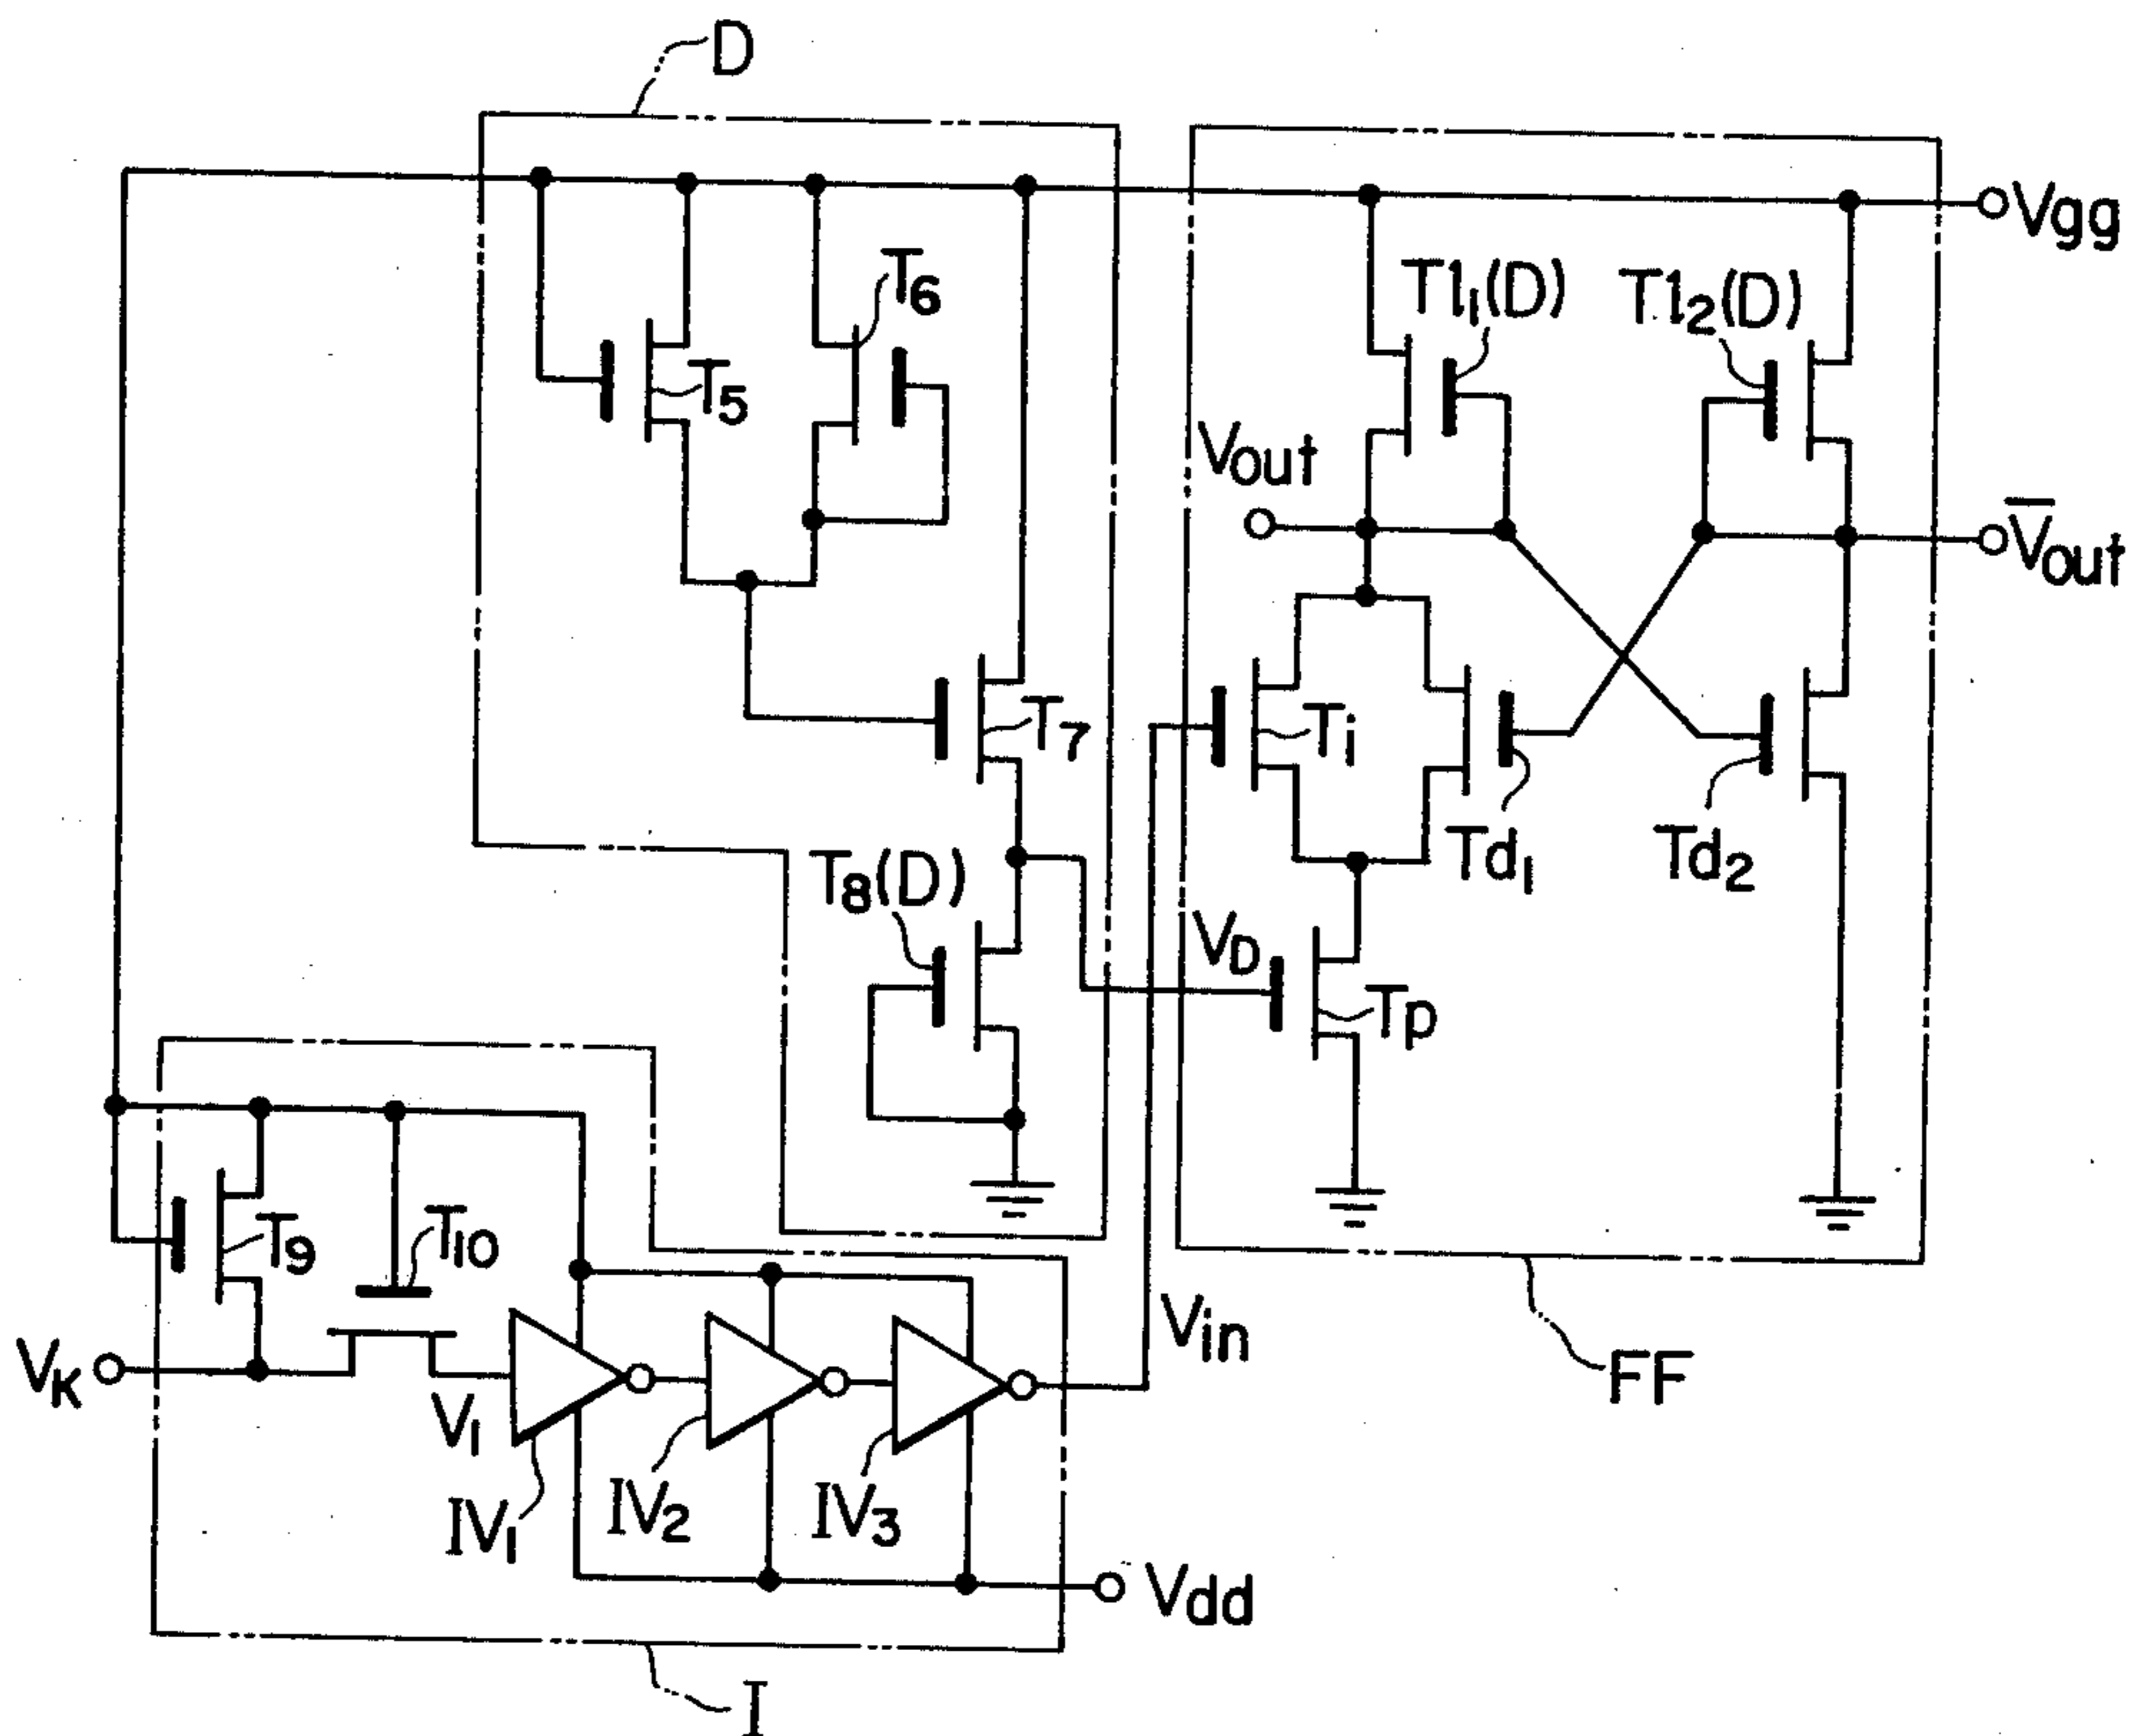 D
Vgg
T6
T1₁(D)
T1₂(D)
T5
Vout
V̅out
T7
Ti
Td₁
Td₂
T8(D)
VD
Tp
T9
T10
Vin
VK
V₁
FF
IV₁
IV₂
IV₃
Vdd
I